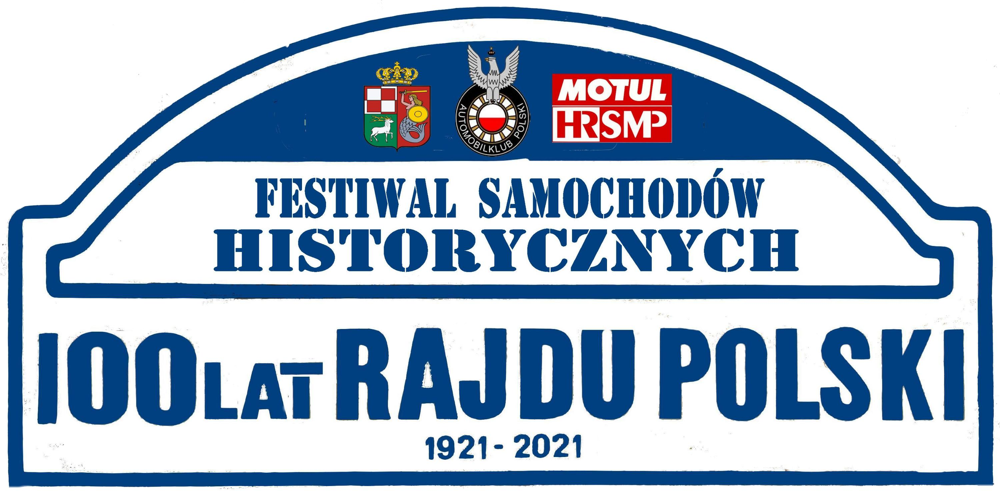 AUTOMOBILKLUB POLSKI
MOTUL
HRSMP
FESTIWAL SAMOCHODÓW
HISTORYCZNYCH
100 LAT RAJDU POLSKI
1921 - 2021